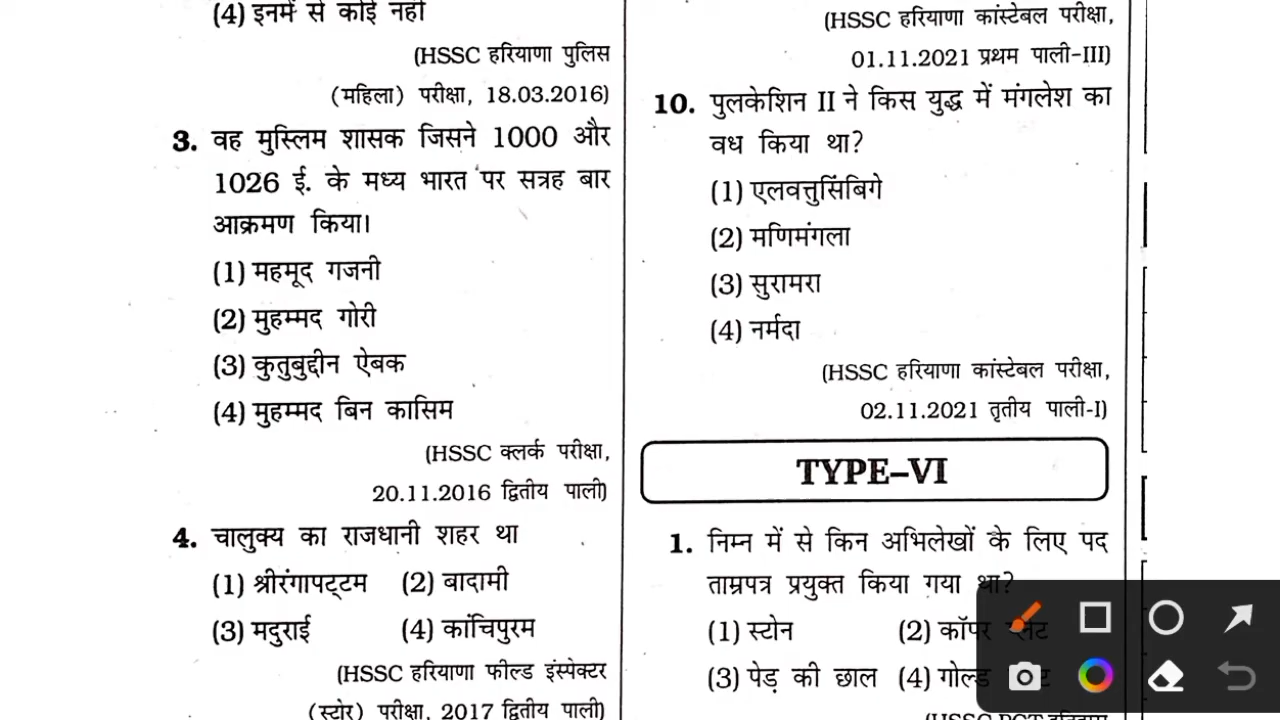 (4) इनमें से कोई नहीं
(HSSC हरियाणा पुलिस
(महिला) परीक्षा, 18.03.2016)
3. वह मुस्लिम शासक जिसने 1000 और
1026 ई. के मध्य भारत पर सत्रह बार
आक्रमण किया।
(1) महमूद गजनी
(2) मुहम्मद गोरी
(3) कुतुबुद्दीन ऐबक
(4) मुहम्मद बिन कासिम
(HSSC क्लर्क परीक्षा,
20.11.2016 द्वितीय पाली)
4. चालुक्य का राजधानी शहर था
(1) श्रीरंगापट्टम (2) बादामी
(3) मदुराई (4) कांचिपुरम
(HSSC हरियाणा फील्ड इंस्पेक्टर
(स्टोर) परीक्षा, 2017 द्वितीय पाली)
(HSSC हरियाणा कांस्टेबल परीक्षा,
01.11.2021 प्रथम पाली-III)
10. पुलकेशिन II ने किस युद्ध में मंगलेश का
वध किया था?
(1) एलवत्तुसिंबिगे
(2) मणिमंगला
(3) सुरामरा
(4) नर्मदा
(HSSC हरियाणा कांस्टेबल परीक्षा,
02.11.2021 तृतीय पाली-I)
TYPE–VI
1. निम्न में से किन अभिलेखों के लिए पद
ताम्रपत्र प्रयुक्त किया गया था?
(1) स्टोन (2) कॉपर प्लेट
(3) पेड़ की छाल (4) गोल्ड